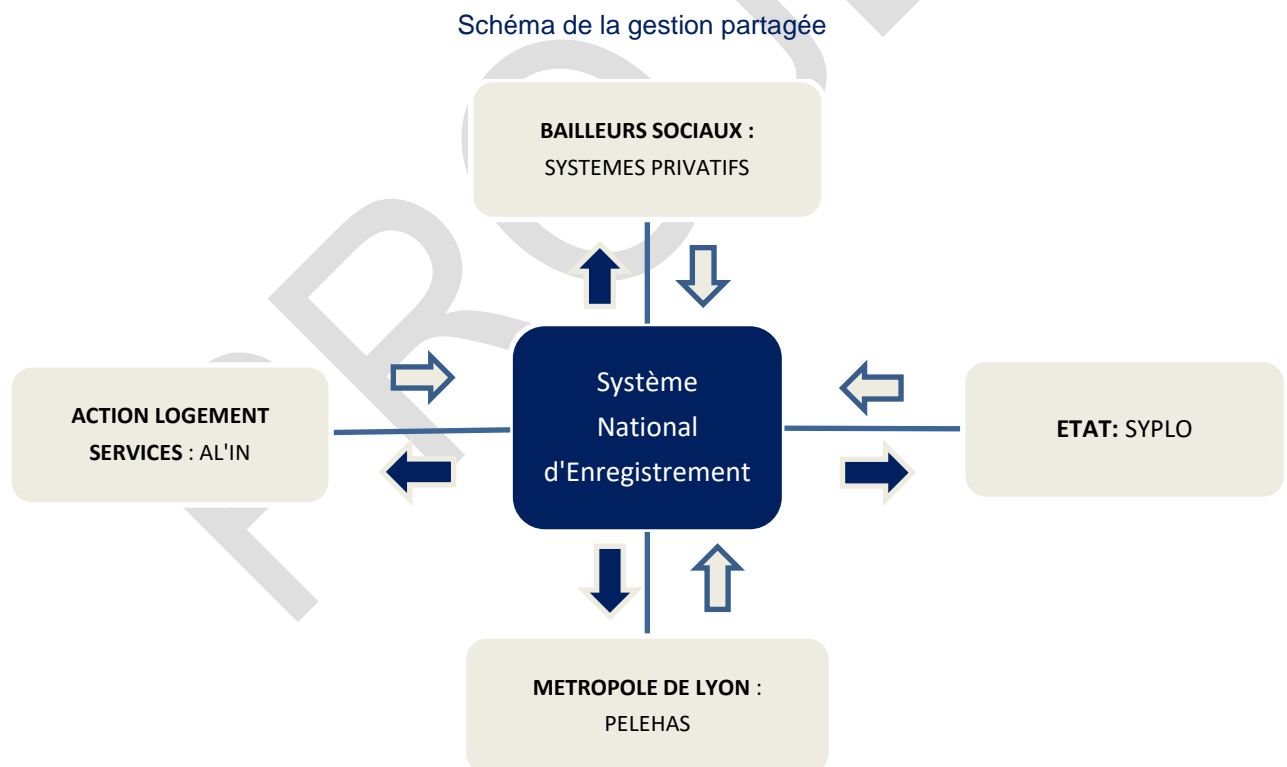 Schéma de la gestion partagée
BAILLEURS SOCIAUX :
SYSTEMES PRIVATIFS
ACTION LOGEMENT
SERVICES : AL'IN
Système
National
d'Enregistrement
ETAT: SYPLO
METROPOLE DE LYON :
PELEHAS